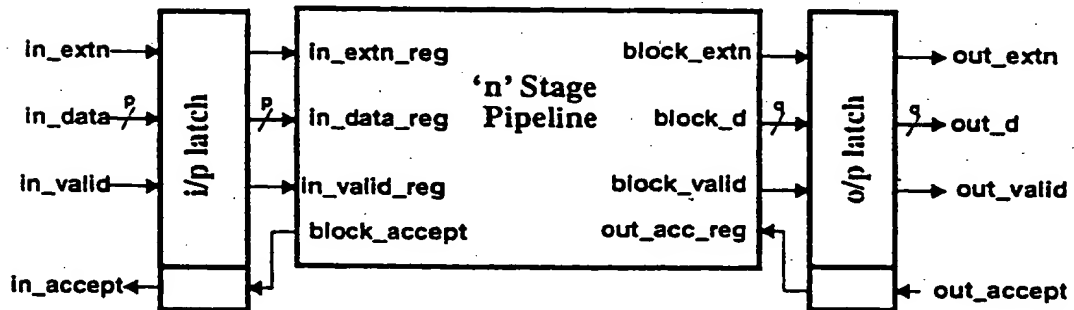 in_extn
in_data
in_valid
in_accept
p
i/p latch
p
in_extn_reg
in_data_reg
in_valid_reg
block_accept
‘n’ Stage
Pipeline
block_extn
block_d
block_valid
out_acc_reg
q
o/p latch
q
out_extn
out_d
out_valid
out_accept